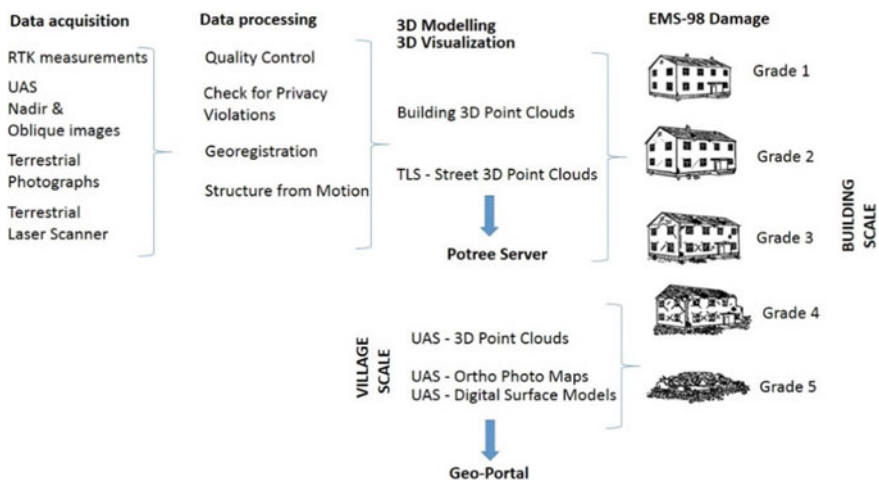 Data acquisition
RTK measurements
UAS
Nadir &
Oblique images
Terrestrial
Photographs
Terrestrial
Laser Scanner
Data processing
Quality Control
Check for Privacy
Violations
Georegistration
Structure from Motion
3D Modelling
3D Visualization
Building 3D Point Clouds
TLS - Street 3D Point Clouds
Potree Server
VILLAGE
SCALE
UAS - 3D Point Clouds
UAS - Ortho Photo Maps
UAS - Digital Surface Models
Geo-Portal
EMS-98 Damage
Grade 1
Grade 2
Grade 3
Grade 4
Grade 5
BUILDING
SCALE